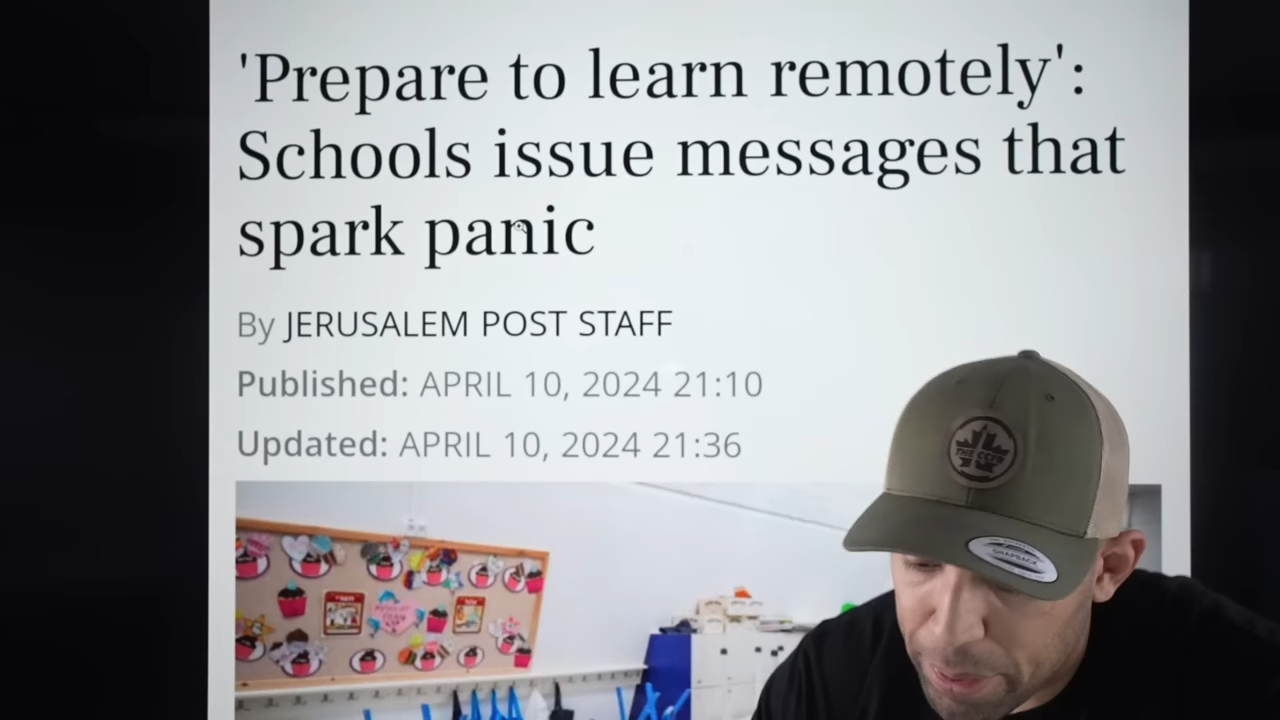 'Prepare to learn remotely':
Schools issue messages that
spark panic
By JERUSALEM POST STAFF
Published: APRIL 10, 2024 21:10
Updated: APRIL 10, 2024 21:36
SNAPBACK